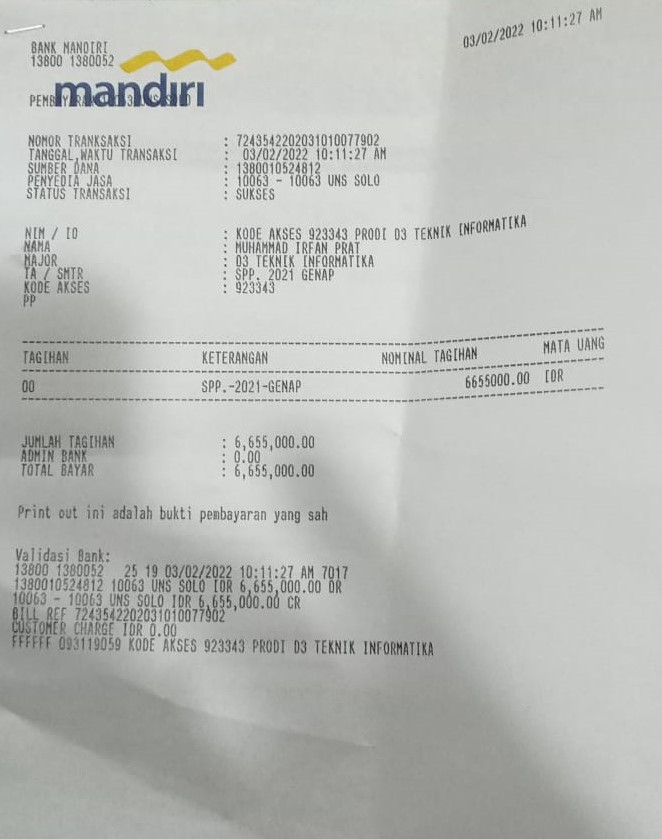 03/02/2022 10:11:27 AM
BANK MANDIRI
13800 1380052
mandiri
PEMBAYARAN SOLO
NOMOR TRANKSAKSI : 7243542202031010077902
TANGGAL,WAKTU TRANSAKSI : 03/02/2022 10:11:27 AM
SUMBER DANA : 1380010524812
PENYEDIA JASA : 10063 - 10063 UNS SOLO
STATUS TRANSAKSI : SUKSES
NIM / ID : KODE AKSES 923343 PRODI D3 TEKNIK INFORMATIKA
NAMA : MUHAMMAD IRFAN PRAT
MAJOR : D3 TEKNIK INFORMATIKA
TA / SMTR : SPP. 2021 GENAP
KODE AKSES : 923343
PP
TAGIHAN KETERANGAN NOMINAL TAGIHAN MATA UANG
00 SPP.-2021-GENAP 6655000.00 IDR
JUMLAH TAGIHAN : 6,655,000.00
ADMIN BANK : 0.00
TOTAL BAYAR : 6,655,000.00
Print out ini adalah bukti pembayaran yang sah
Validasi Bank:
13800 1380052 25 19 03/02/2022 10:11:27 AM 7017
1380010524812 10063 UNS SOLO IDR 6,655,000.00 DR
10063 - 10063 UNS SOLO IDR 6,655,000.00 CR
BILL REF 7243542202031010077902
CUSTOMER CHARGE IDR 0.00
FFFFFF 093119059 KODE AKSES 923343 PRODI D3 TEKNIK INFORMATIKA